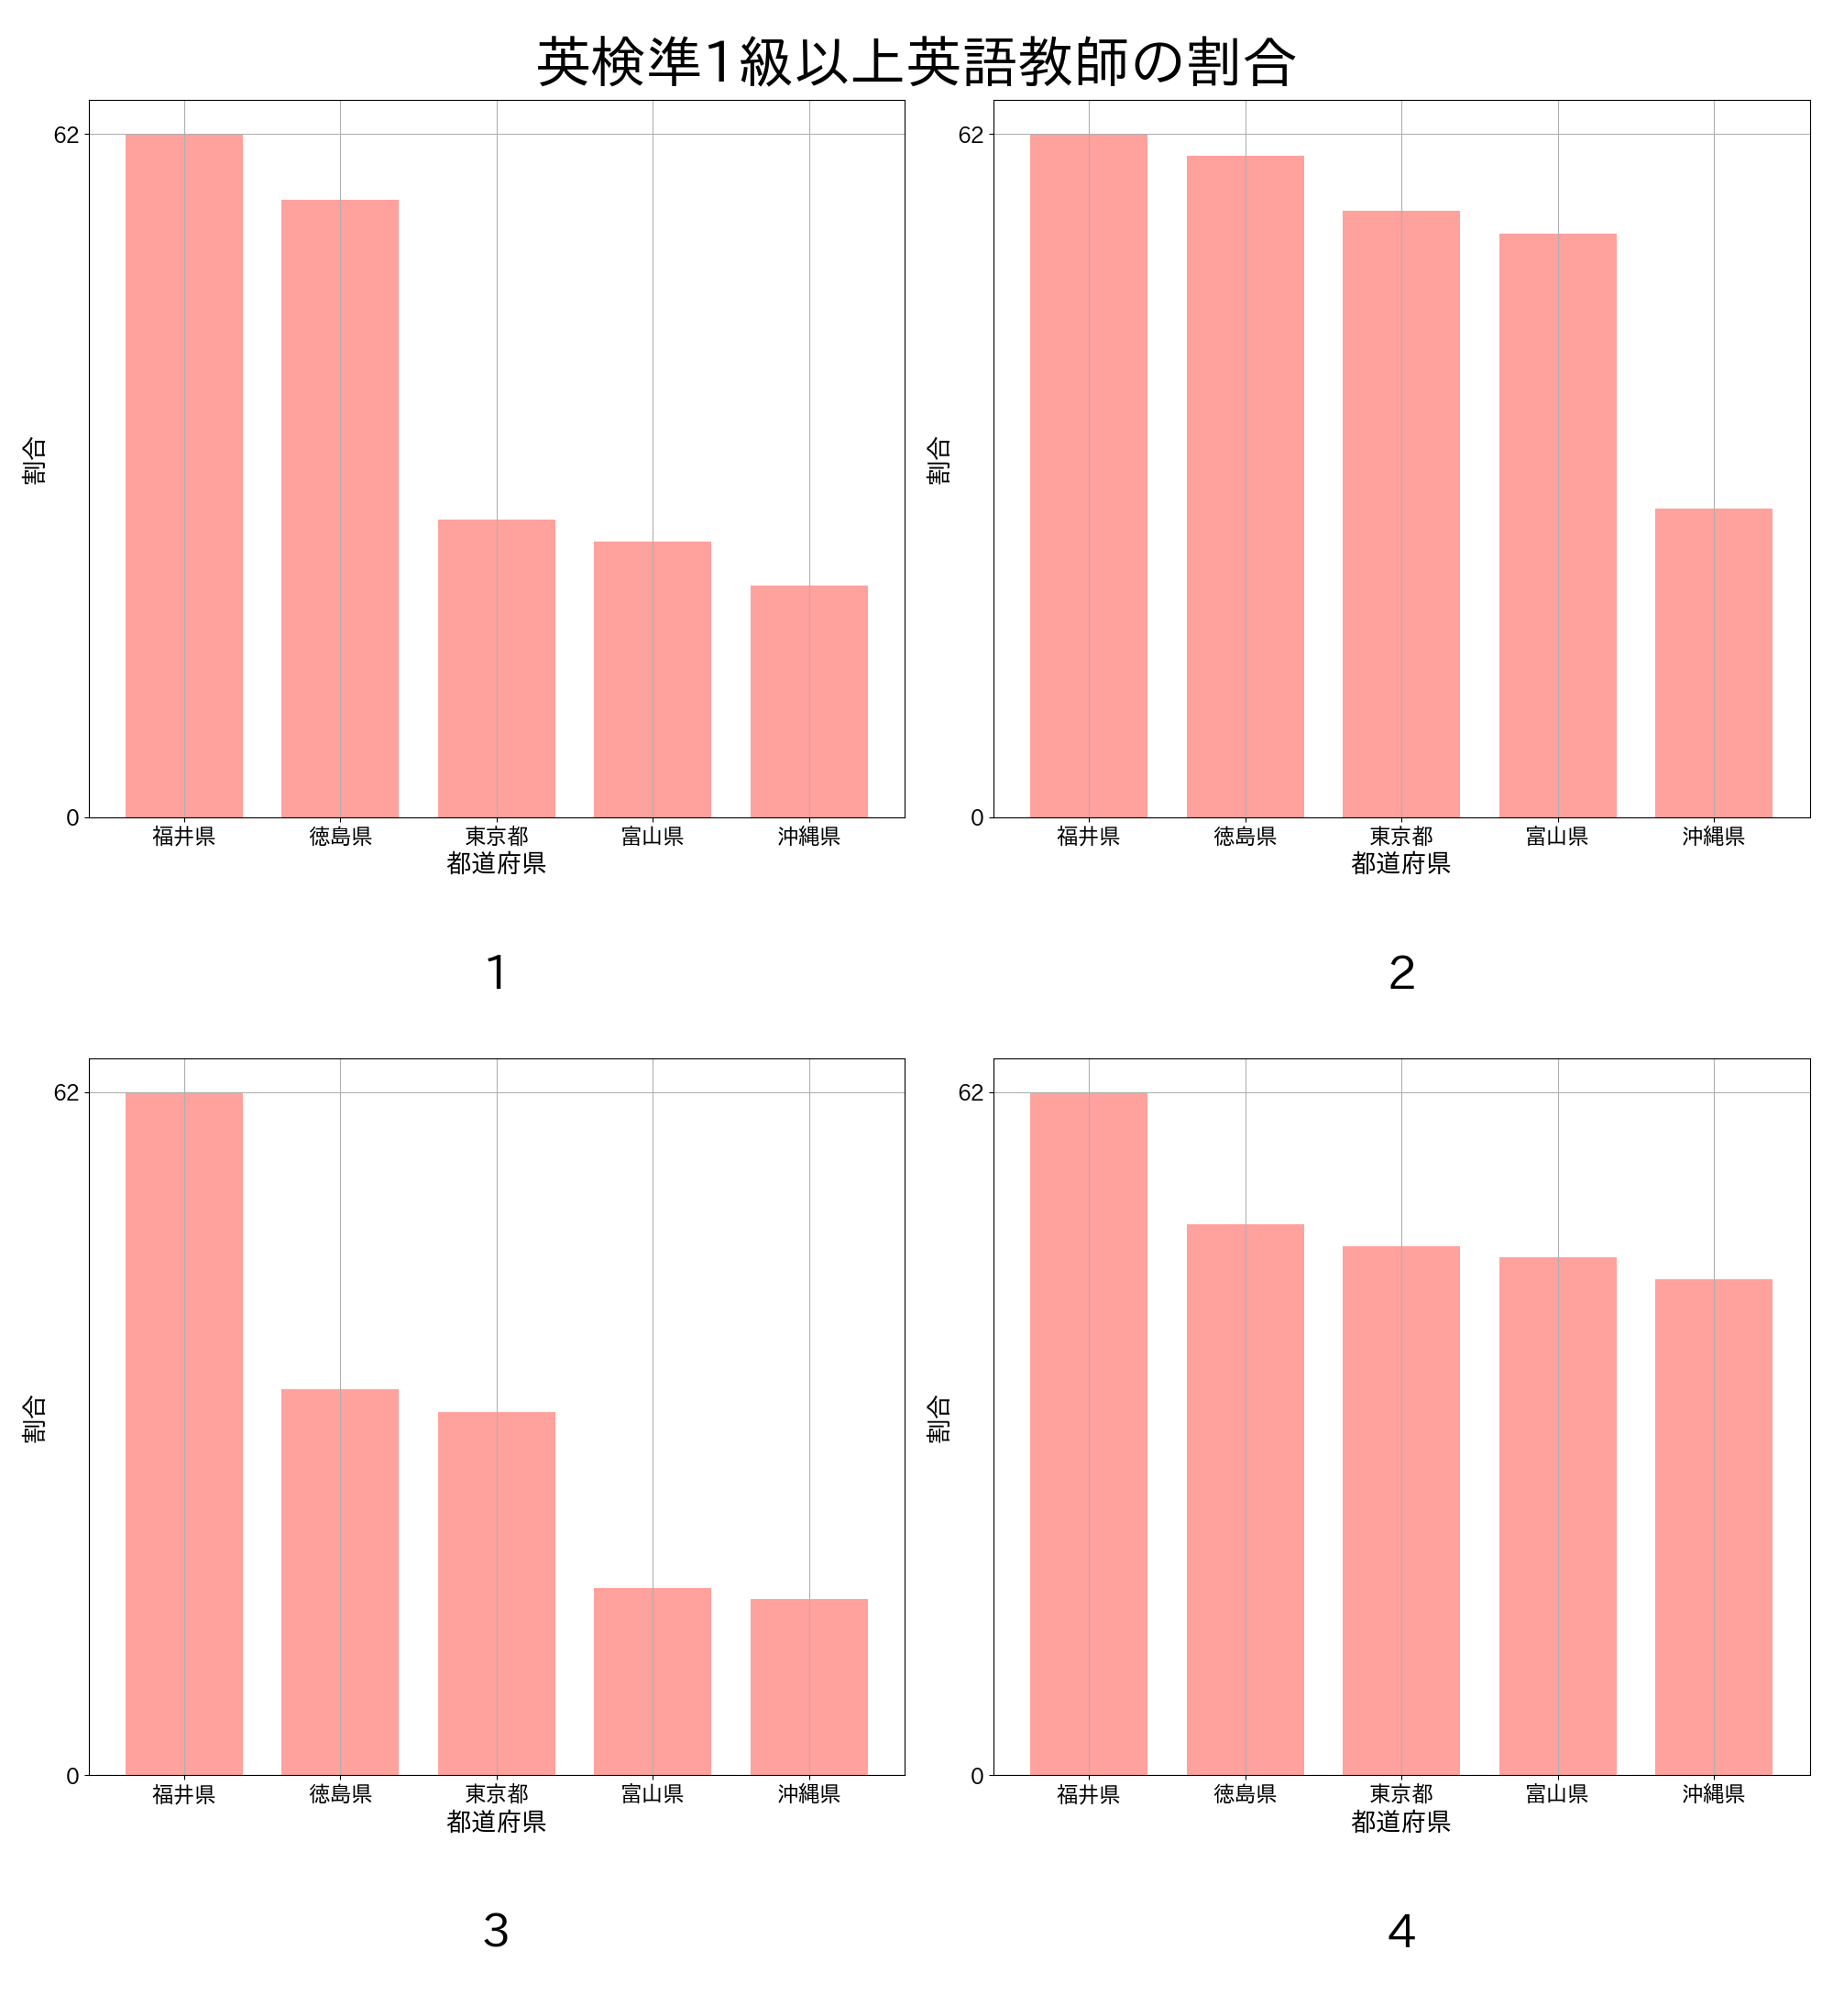 英検準1級以上英語教師の割合
62
0
割合
福井県 徳島県 東京都 富山県 沖縄県
都道府県
1
62
0
割合
福井県 徳島県 東京都 富山県 沖縄県
都道府県
2
62
0
割合
福井県 徳島県 東京都 富山県 沖縄県
都道府県
3
62
0
割合
福井県 徳島県 東京都 富山県 沖縄県
都道府県
4